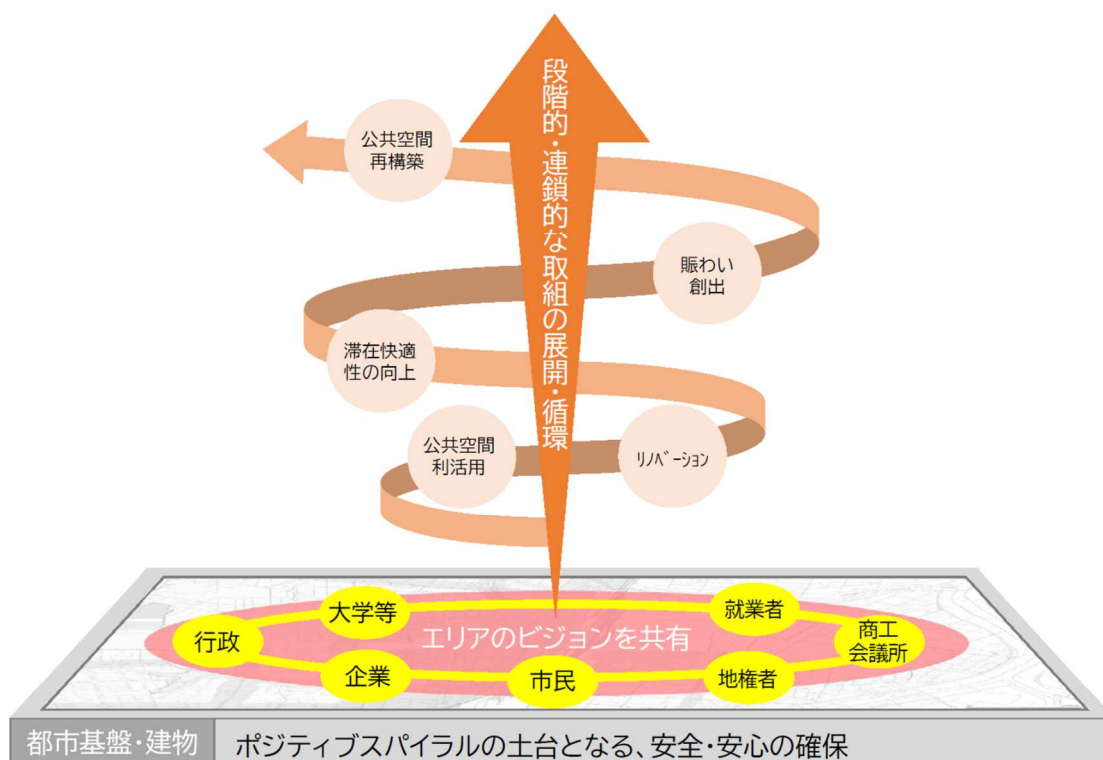 段階的・連鎖的な取組の展開・循環
公共空間
再構築
賑わい
創出
滞在快適
性の向上
公共空間
利活用
ﾘﾉﾍﾞｰｼｮﾝ
大学等
就業者
行政
エリアのビジョンを共有
商工
会議所
企業
市民
地権者
都市基盤・建物
ポジティブスパイラルの土台となる、安全・安心の確保